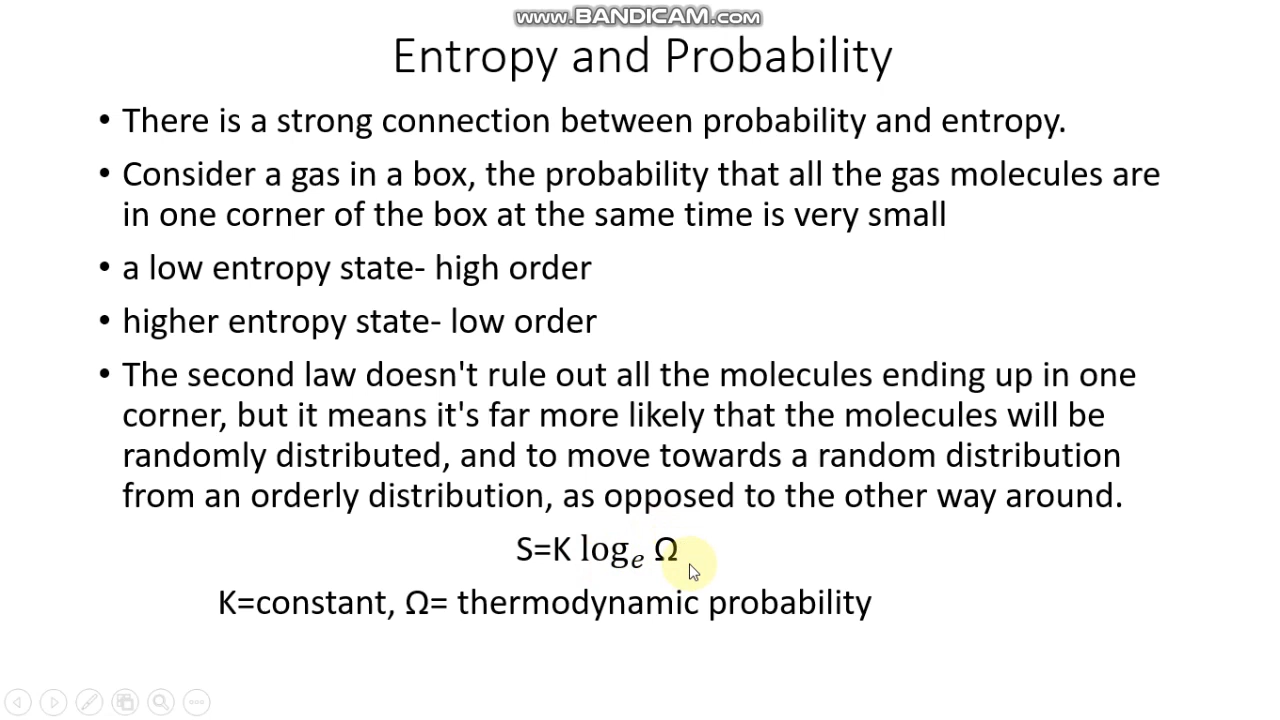 www.BANDICAM.com
Entropy and Probability
• There is a strong connection between probability and entropy.
• Consider a gas in a box, the probability that all the gas molecules are
in one corner of the box at the same time is very small
• a low entropy state- high order
• higher entropy state- low order
• The second law doesn't rule out all the molecules ending up in one
corner, but it means it's far more likely that the molecules will be
randomly distributed, and to move towards a random distribution
from an orderly distribution, as opposed to the other way around.
S=K logₑ Ω
K=constant, Ω= thermodynamic probability